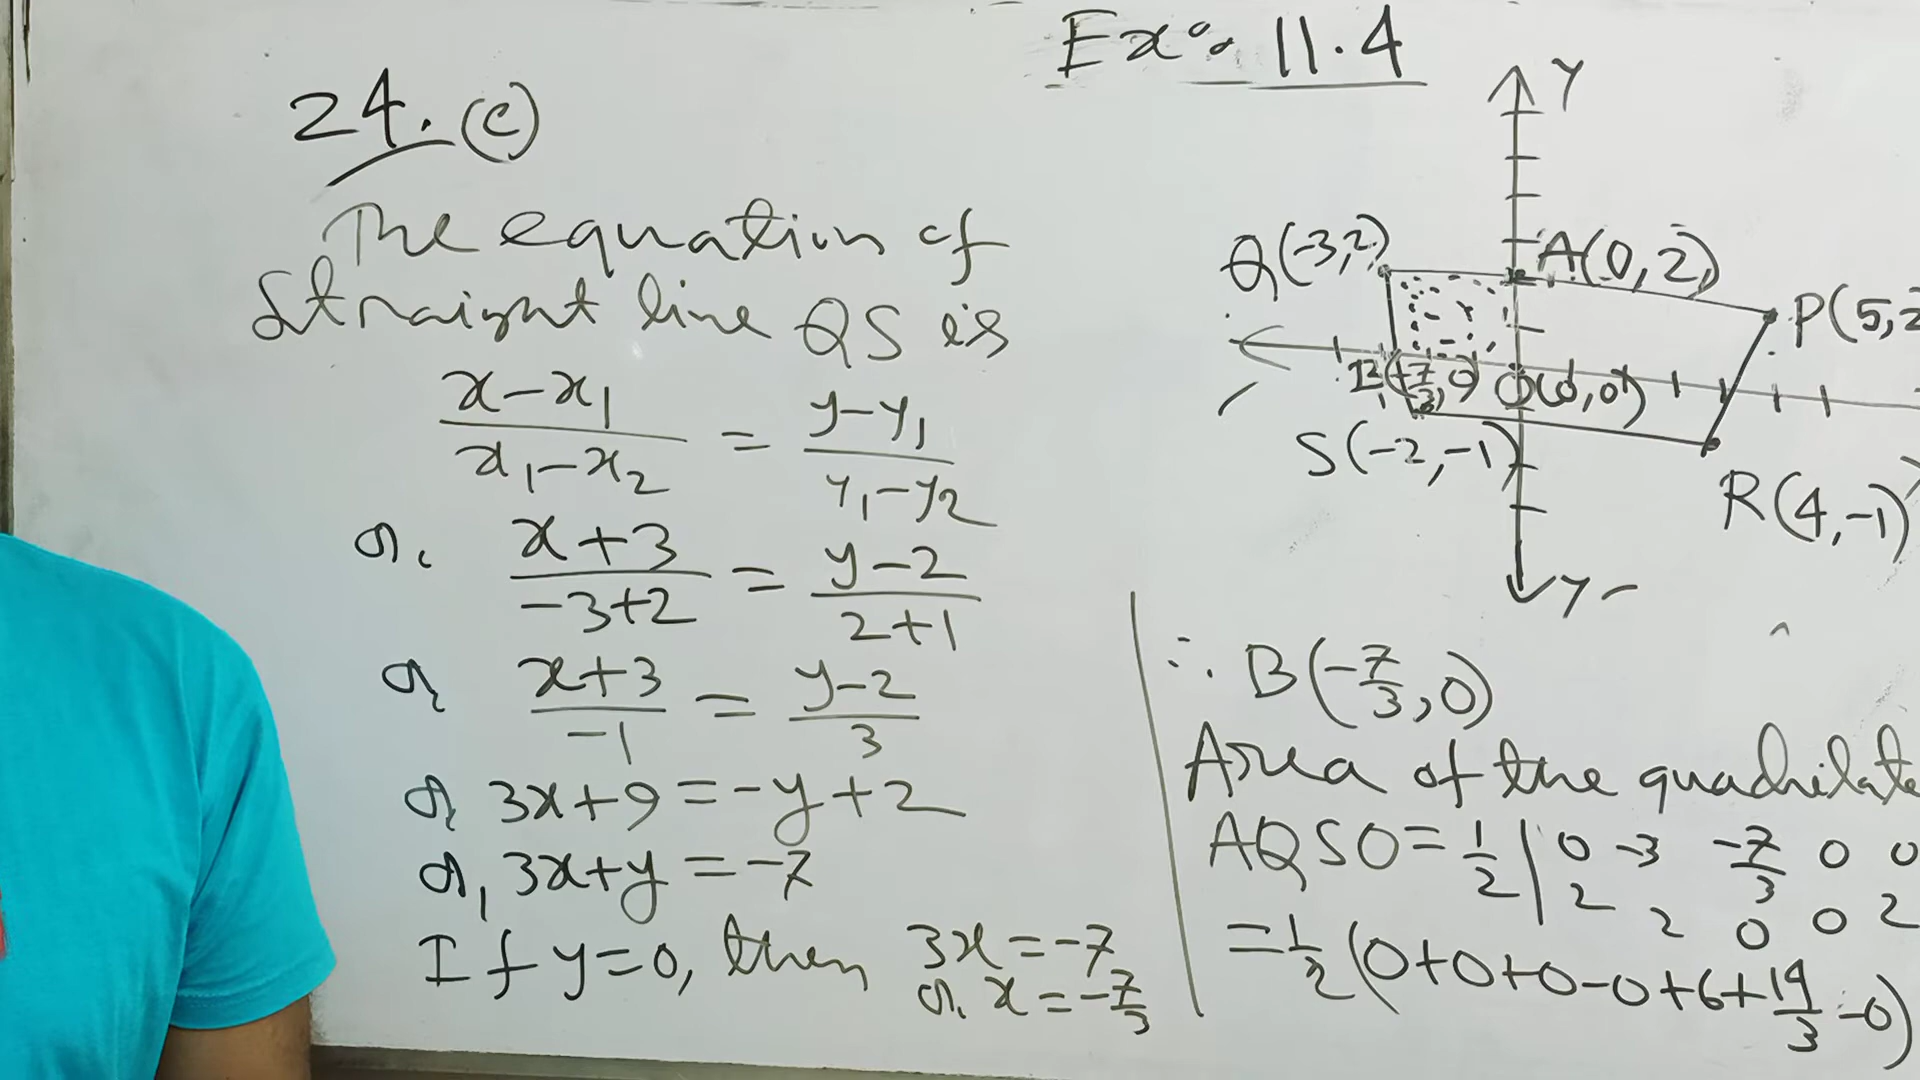 Ex: 11.4
24. (c)
The equation of
straight line QS is
x-x₁/x₁-x₂ = y-y₁/y₁-y₂
or, x+3/-3+2 = y-2/2+1
or, x+3/-1 = y-2/3
or, 3x+9=-y+2
or, 3x+y=-7
If y=0, then 3x=-7
or, x=-7/3
Y
Q(-3,2)
A(0,2)
P(5,2
B(-7/3,0)
O(0,0)
S(-2,-1)
R(4,-1)
Y
∴ B(-7/3,0)
Area of the quadrilate
AQSO=1/2 | 0 -3 -7/3 0 0
2 2 0 0 2
=1/2(0+0+0-0+6+14/3-0)